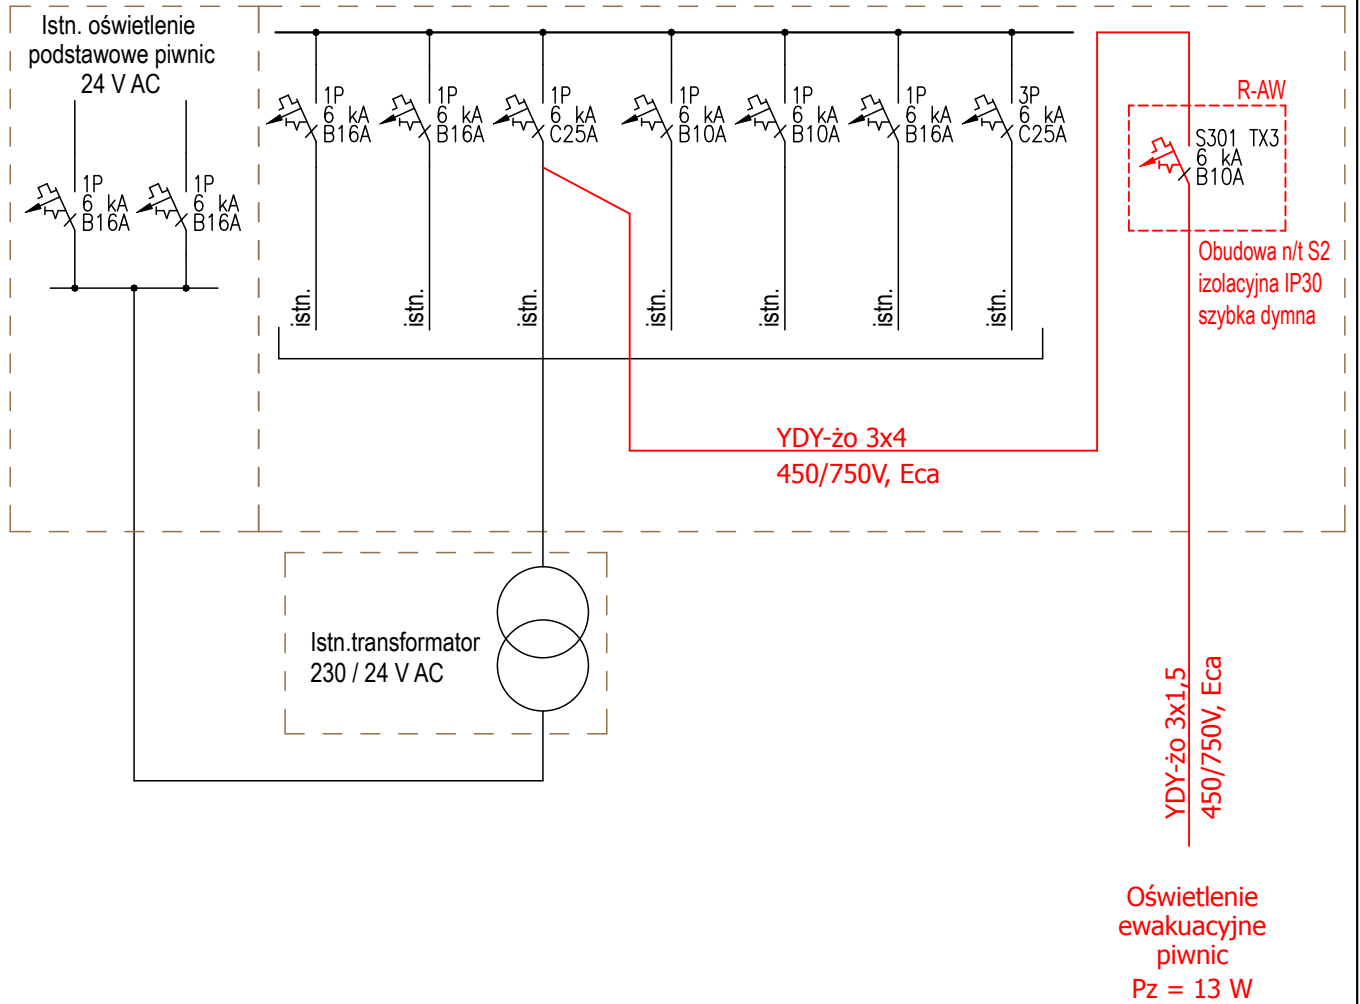 Istn. oświetlenie
podstawowe piwnic
24 V AC
1P
6 kA
B16A
1P
6 kA
B16A
1P
6 kA
B16A
1P
6 kA
B16A
1P
6 kA
C25A
1P
6 kA
B10A
1P
6 kA
B10A
1P
6 kA
B16A
3P
6 kA
C25A
istn.
istn.
istn.
istn.
istn.
istn.
istn.
R-AW
S301 TX3
6 kA
B10A
Obudowa n/t S2
izolacyjna IP30
szybka dymna
YDY-żo 3x4
450/750V, Eca
Istn.transformator
230 / 24 V AC
YDY-żo 3x1,5
450/750V, Eca
Oświetlenie
ewakuacyjne
piwnic
Pz = 13 W